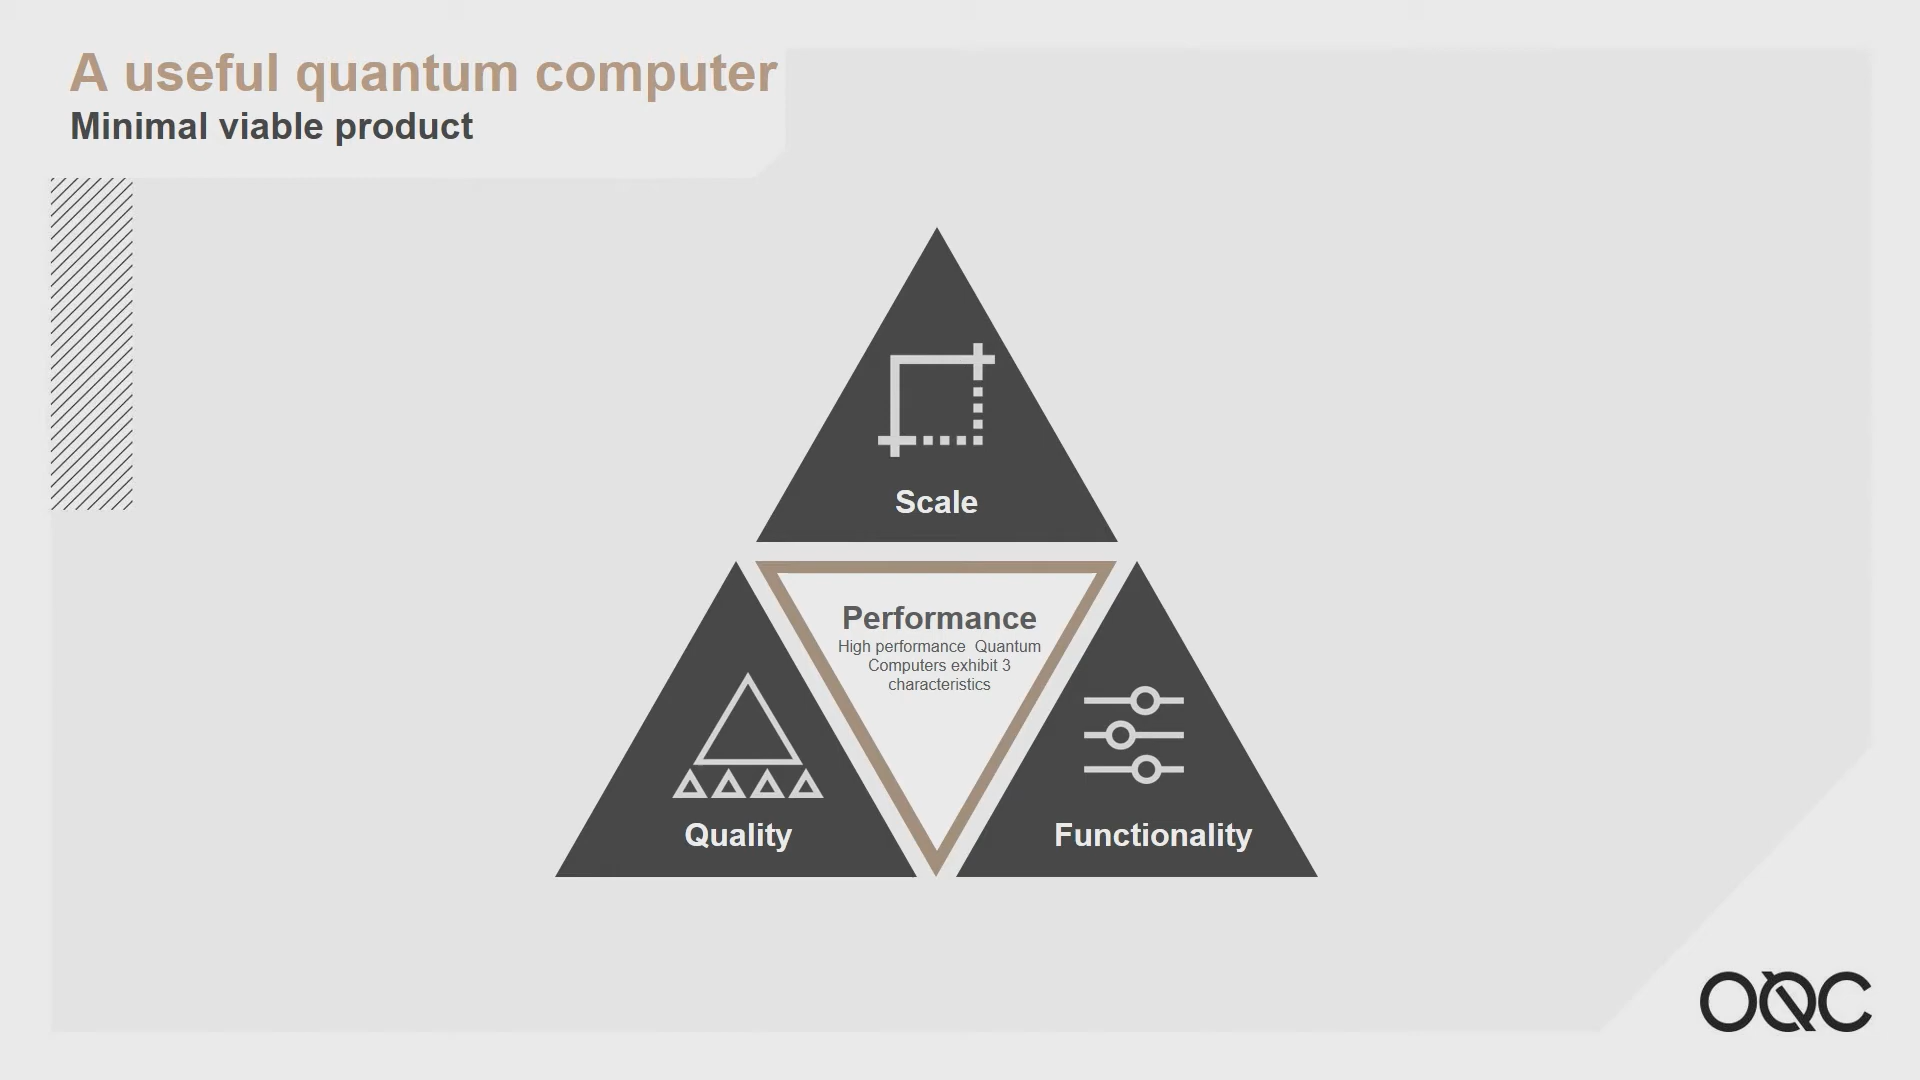 A useful quantum computer
Minimal viable product
Scale
Performance
High performance Quantum
Computers exhibit 3
characteristics
Quality
Functionality
OQC